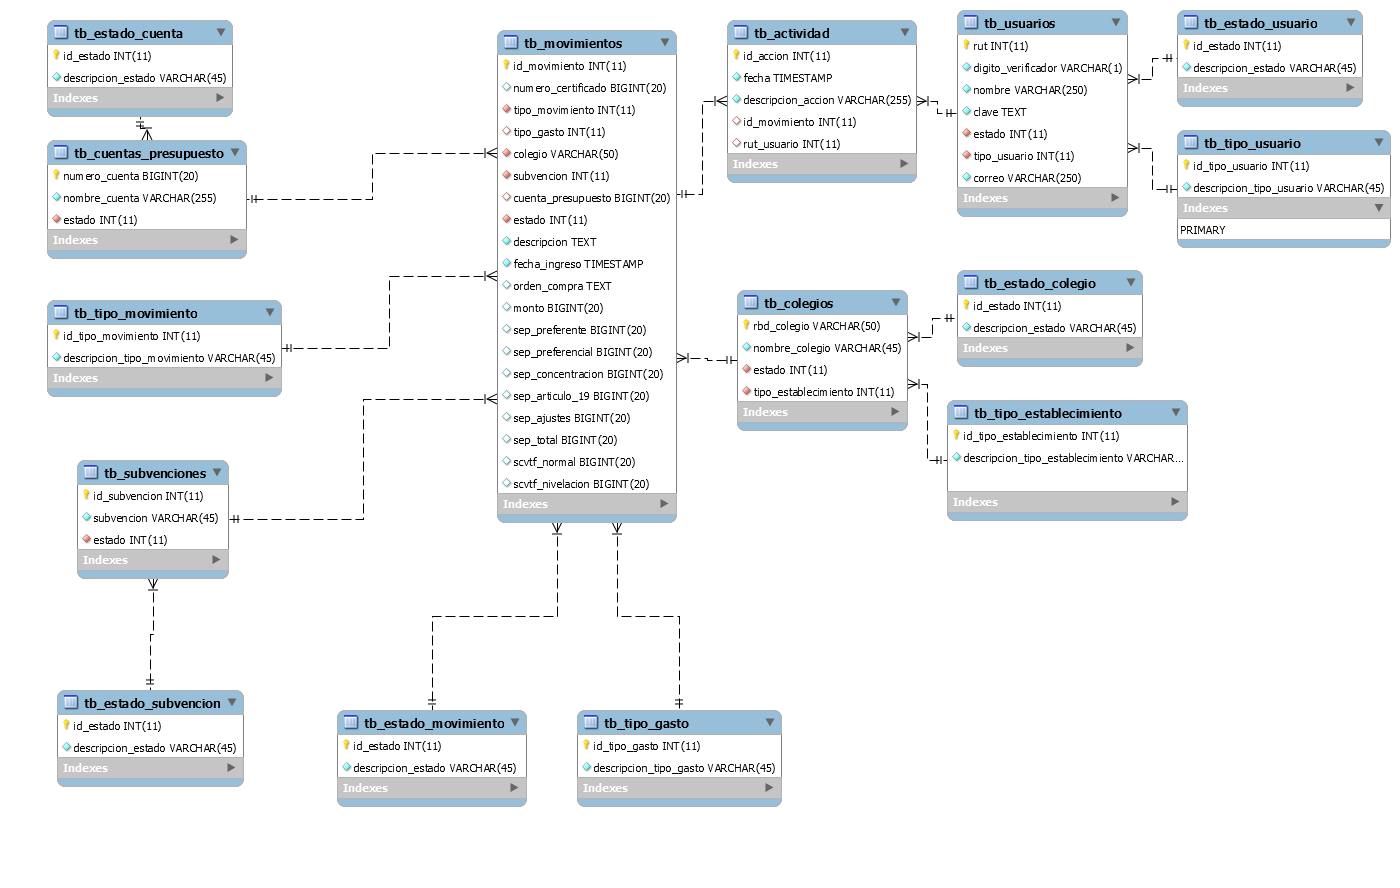 tb_estado_cuenta
id_estado INT(11)
descripcion_estado VARCHAR(45)
Indexes
tb_cuentas_presupuesto
numero_cuenta BIGINT(20)
nombre_cuenta VARCHAR(255)
estado INT(11)
Indexes
tb_tipo_movimiento
id_tipo_movimiento INT(11)
descripcion_tipo_movimiento VARCHAR(45)
Indexes
tb_subvenciones
id_subvencion INT(11)
subvencion VARCHAR(45)
estado INT(11)
Indexes
tb_estado_subvencion
id_estado INT(11)
descripcion_estado VARCHAR(45)
Indexes
tb_movimientos
id_movimiento INT(11)
numero_certificado BIGINT(20)
tipo_movimiento INT(11)
tipo_gasto INT(11)
colegio VARCHAR(50)
subvencion INT(11)
cuenta_presupuesto BIGINT(20)
estado INT(11)
descripcion TEXT
fecha_ingreso TIMESTAMP
orden_compra TEXT
monto BIGINT(20)
sep_preferente BIGINT(20)
sep_preferencial BIGINT(20)
sep_concentracion BIGINT(20)
sep_articulo_19 BIGINT(20)
sep_ajustes BIGINT(20)
sep_total BIGINT(20)
scvtf_normal BIGINT(20)
scvtf_nivelacion BIGINT(20)
Indexes
tb_estado_movimiento
id_estado INT(11)
descripcion_estado VARCHAR(45)
Indexes
tb_tipo_gasto
id_tipo_gasto INT(11)
descripcion_tipo_gasto VARCHAR(45)
Indexes
tb_actividad
id_accion INT(11)
fecha TIMESTAMP
descripcion_accion VARCHAR(255)
id_movimiento INT(11)
rut_usuario INT(11)
Indexes
tb_colegios
rbd_colegio VARCHAR(50)
nombre_colegio VARCHAR(45)
estado INT(11)
tipo_establecimiento INT(11)
Indexes
tb_usuarios
rut INT(11)
digito_verificador VARCHAR(1)
nombre VARCHAR(250)
clave TEXT
estado INT(11)
tipo_usuario INT(11)
correo VARCHAR(250)
Indexes
tb_estado_usuario
id_estado INT(11)
descripcion_estado VARCHAR(45)
Indexes
tb_tipo_usuario
id_tipo_usuario INT(11)
descripcion_tipo_usuario VARCHAR(45)
Indexes
PRIMARY
tb_estado_colegio
id_estado INT(11)
descripcion_estado VARCHAR(45)
Indexes
tb_tipo_establecimiento
id_tipo_establecimiento INT(11)
descripcion_tipo_establecimiento VARCHAR...
Indexes